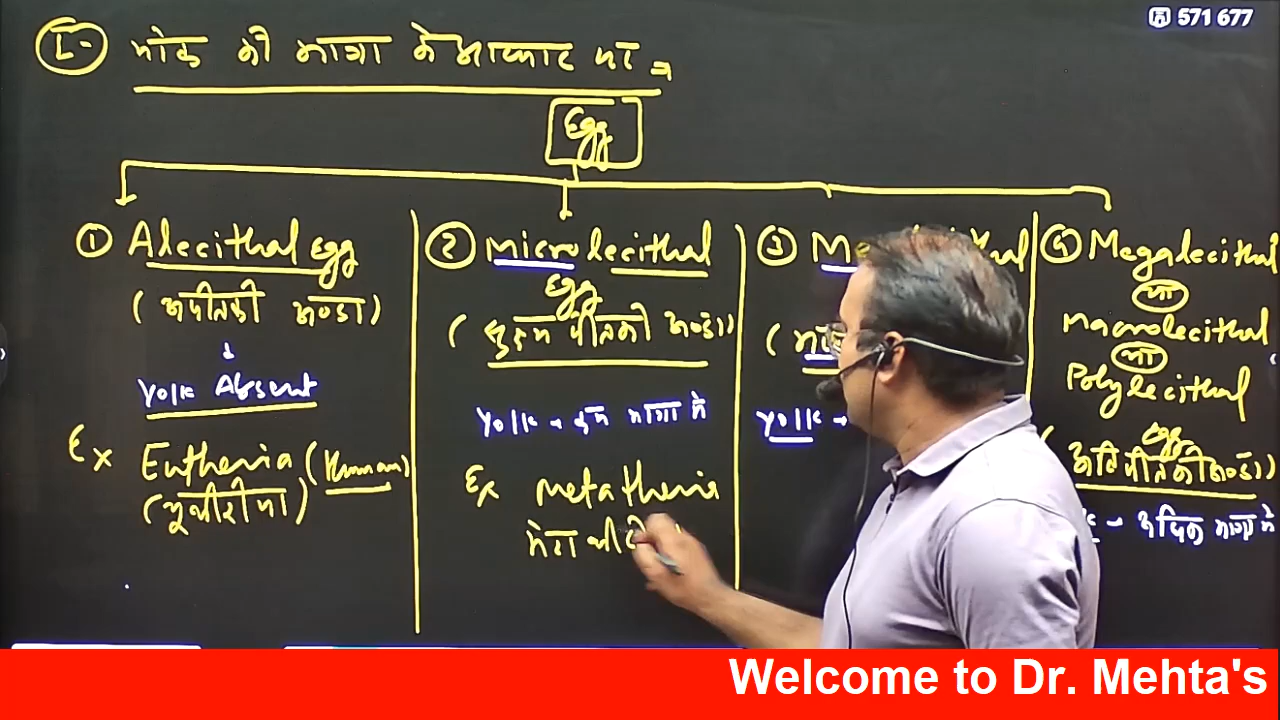 571 677
I- योक की मात्रा के आधार पर
Egg
① Alecithal Egg
(अपीतकी अण्डा)
↓
Yolk Absent
Ex Eutheria (Human)
(यूथीरिया)
② Microlecithal
Egg
(सूक्ष्म पीतकी अण्डा)
Yolk - कम मात्रा में
Ex Metatheria
मेटाथी
③ M
(म
Yolk →
④ Megalecithal
या
Macrolecithal
या
Polylecithal
Egg
(अति पीतकी अण्डा)
- अधिक मात्रा में
Welcome to Dr. Mehta's